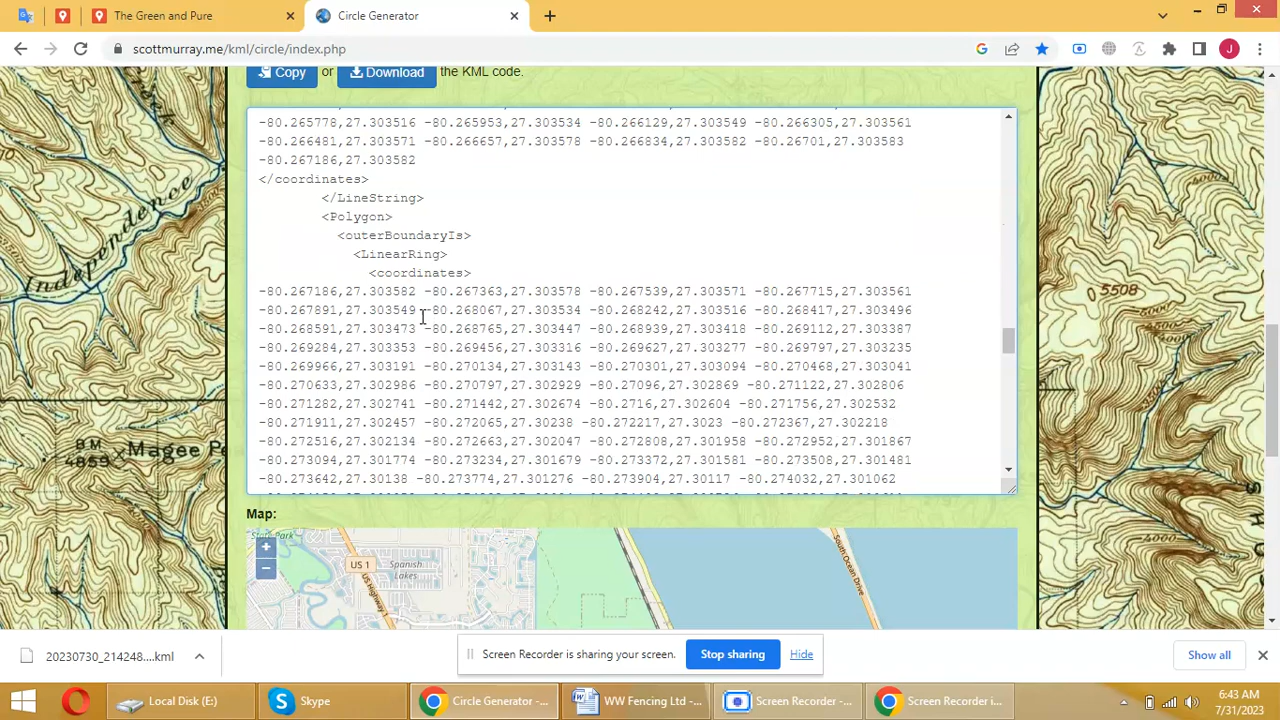 The Green and Pure
Circle Generator
scottmurray.me/kml/circle/index.php
J
Copy or Download the KML code.
-80.265953,27.303534 -80.266129,27.303549 -80.266305,27.303561
-80.266481,27.303571 -80.266657,27.303578 -80.266834,27.303582 -80.26701,27.303583
-80.267186,27.303582
</coordinates>
</LineString>
<Polygon>
<outerBoundaryIs>
<LinearRing>
<coordinates>
-80.267186,27.303582 -80.267363,27.303578 -80.267539,27.303571 -80.267715,27.303561
-80.267891,27.303549 -80.268067,27.303534 -80.268242,27.303516 -80.268417,27.303496
-80.268591,27.303473 -80.268765,27.303447 -80.268939,27.303418 -80.269112,27.303387
-80.269284,27.303353 -80.269456,27.303316 -80.269627,27.303277 -80.269797,27.303235
-80.269966,27.303191 -80.270134,27.303143 -80.270301,27.303094 -80.270468,27.303041
-80.270633,27.302986 -80.270797,27.302929 -80.27096,27.302869 -80.271122,27.302806
-80.271282,27.302741 -80.271442,27.302674 -80.2716,27.302604 -80.271756,27.302532
-80.271911,27.302457 -80.272065,27.30238 -80.272217,27.3023 -80.272367,27.302218
-80.272516,27.302134 -80.272663,27.302047 -80.272808,27.301958 -80.272952,27.301867
-80.273094,27.301774 -80.273234,27.301679 -80.273372,27.301581 -80.273508,27.301481
-80.273642,27.30138 -80.273774,27.301276 -80.273904,27.30117 -80.274032,27.301062
Independence
5508
BM
4859
Magee
4000
5000
Map:
+
−
State Park
US 1
US Highway
Spanish
Lakes
South Ocean Drive
20230730_214248....kml
Screen Recorder is sharing your screen.
Stop sharing
Hide
Show all
Local Disk (E:)
Skype
Circle Generator -...
WW Fencing Ltd -...
Screen Recorder -...
Screen Recorder i...
6:43 AM
7/31/2023